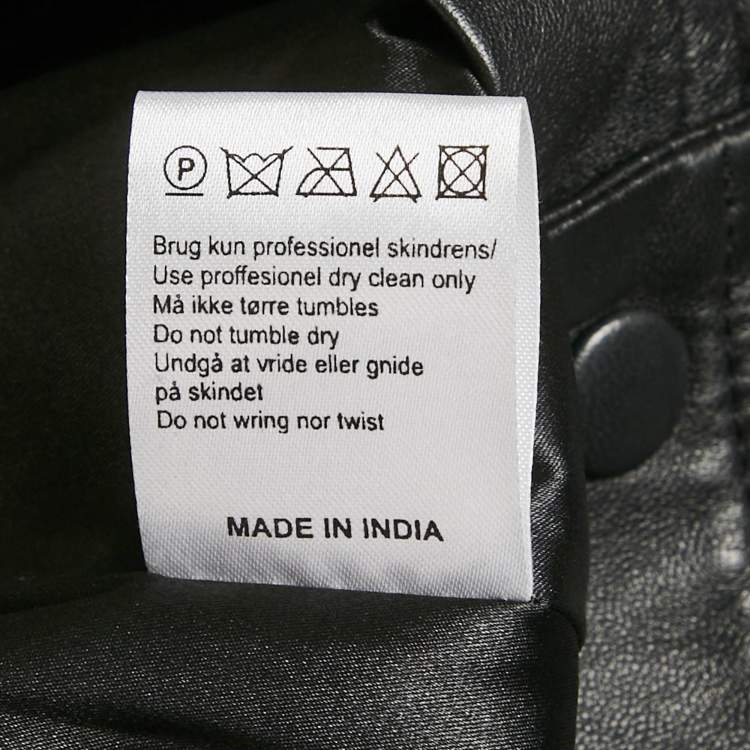 P
Brug kun professionel skindrens/
Use proffesionel dry clean only
Må ikke tørre tumbles
Do not tumble dry
Undgå at vride eller gnide
på skindet
Do not wring nor twist
MADE IN INDIA